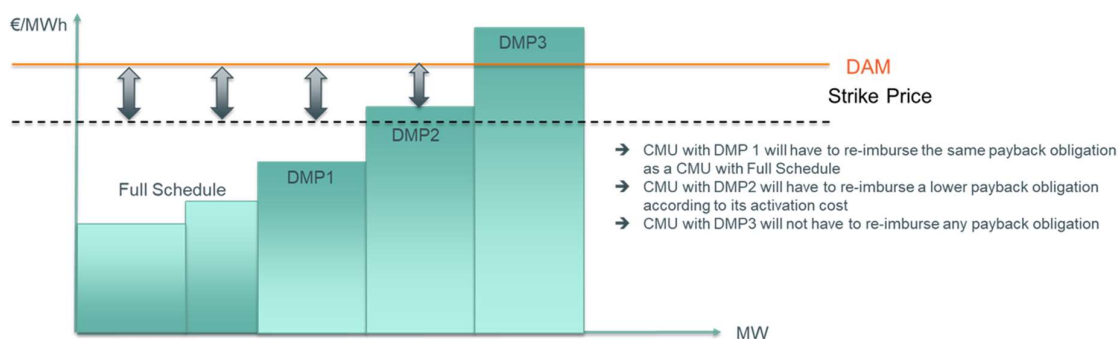 €/MWh
DMP3
DAM
Strike Price
DMP2
DMP1
Full Schedule
→ CMU with DMP 1 will have to re-imburse the same payback obligation
as a CMU with Full Schedule
→ CMU with DMP2 will have to re-imburse a lower payback obligation
according to its activation cost
→ CMU with DMP3 will not have to re-imburse any payback obligation
MW